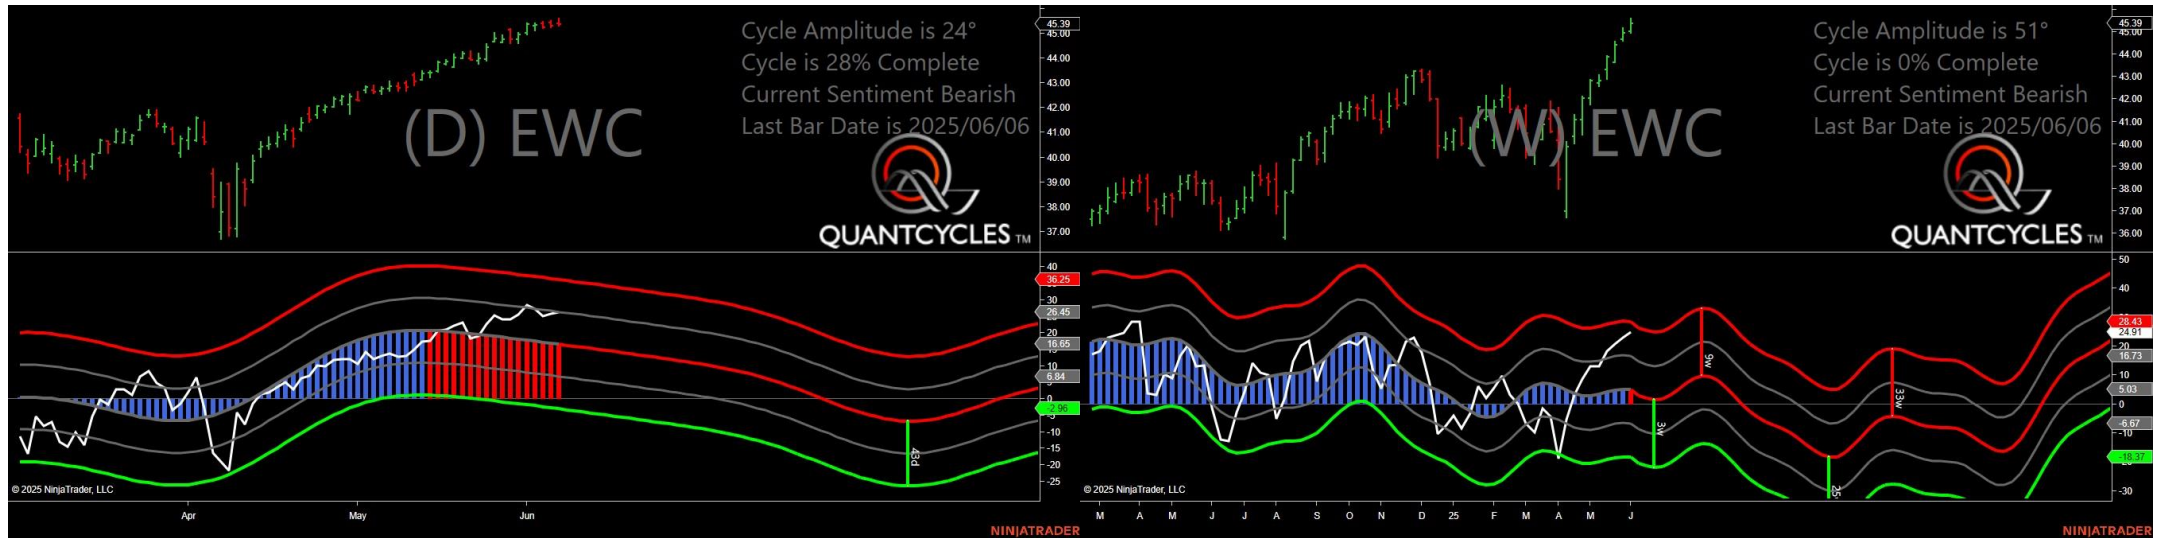 Cycle Amplitude is 24°
Cycle is 28% Complete
Current Sentiment Bearish
Last Bar Date is 2025/06/06
(D) EWC
QUANTCYCLES TM
45.39
45.00
44.00
43.00
42.00
41.00
40.00
39.00
38.00
37.00
40
36.25
30
26.45
20
16.65
10
6.84
0
-2.96
-10
-15
-20
-25
43d
© 2025 NinjaTrader, LLC
Apr May Jun
NINJATRADER
Cycle Amplitude is 51°
Cycle is 0% Complete
Current Sentiment Bearish
Last Bar Date is 2025/06/06
(W) EWC
QUANTCYCLES TM
45.39
45.00
44.00
43.00
42.00
41.00
40.00
39.00
38.00
37.00
36.00
50
40
28.43
24.91
20
16.73
10
5.03
0
-6.67
-10
-18.37
-30
9w
3w
33w
© 2025 NinjaTrader, LLC
M A M J J A S O N D 25 F M A M J
NINJATRADER